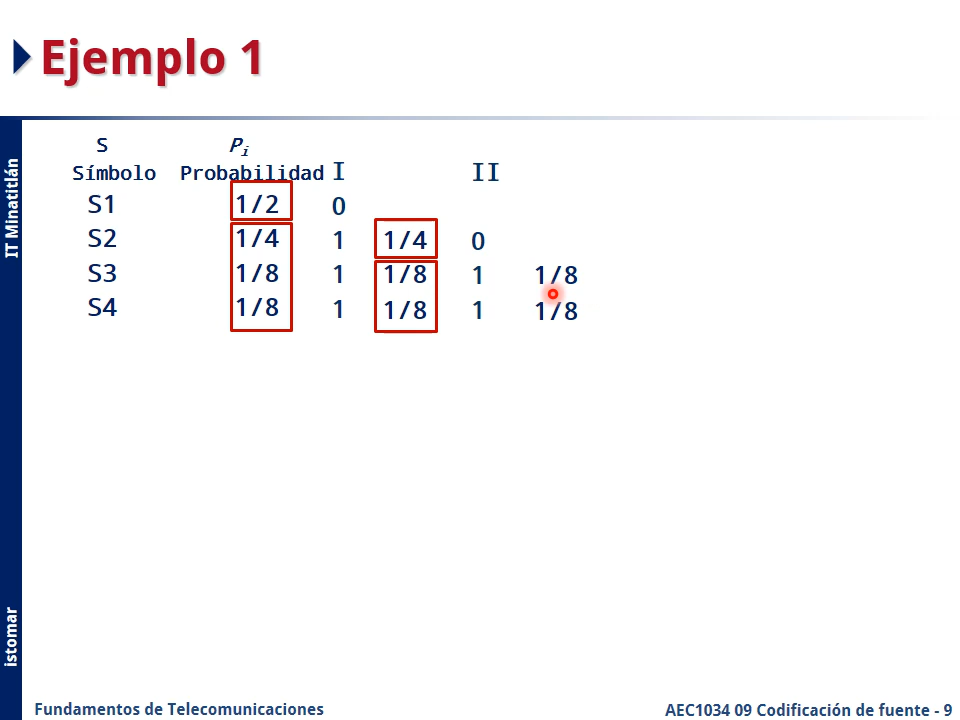 Ejemplo 1
IT Minatitlán
istomar
S P_i
Símbolo Probabilidad I II
S1 1/2 0
S2 1/4 1 1/4 0
S3 1/8 1 1/8 1 1/8
S4 1/8 1 1/8 1 1/8
Fundamentos de Telecomunicaciones
AEC1034 09 Codificación de fuente - 9